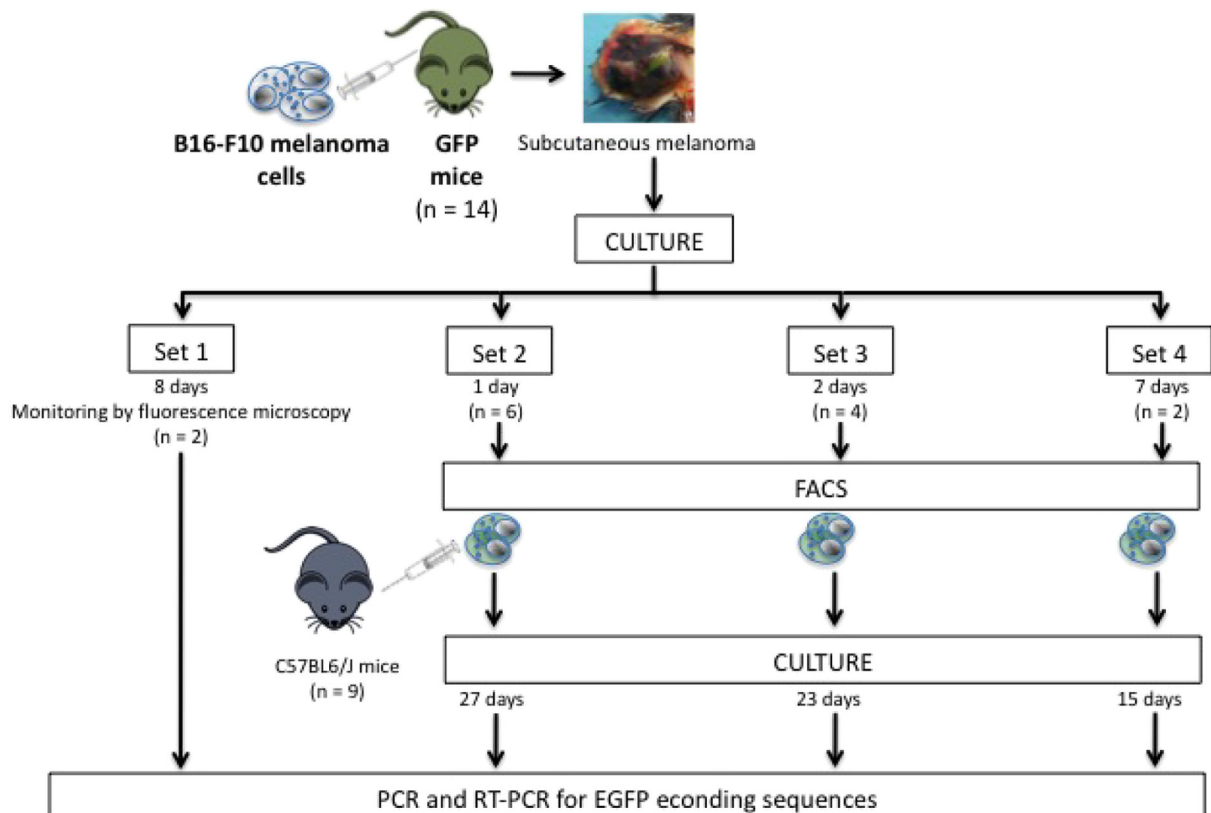 B16-F10 melanoma
cells
GFP
mice
(n = 14)
Subcutaneous melanoma
CULTURE
Set 1
8 days
Monitoring by fluorescence microscopy
(n = 2)
Set 2
1 day
(n = 6)
Set 3
2 days
(n = 4)
Set 4
7 days
(n = 2)
FACS
C57BL6/J mice
(n = 9)
CULTURE
27 days
23 days
15 days
PCR and RT-PCR for EGFP econding sequences